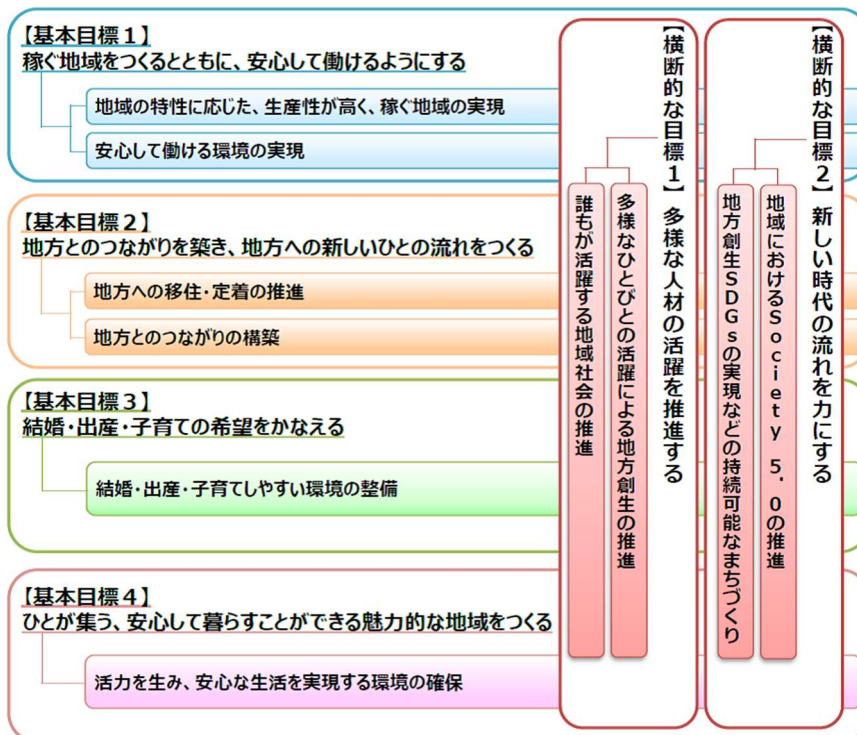 【基本目標１】
稼ぐ地域をつくるとともに、安心して働けるようにする
地域の特性に応じた、生産性が高く、稼ぐ地域の実現
安心して働ける環境の実現
【基本目標２】
地方とのつながりを築き、地方への新しいひとの流れをつくる
地方への移住・定着の推進
地方とのつながりの構築
【基本目標３】
結婚・出産・子育ての希望をかなえる
結婚・出産・子育てしやすい環境の整備
【基本目標４】
ひとが集う、安心して暮らすことができる魅力的な地域をつくる
活力を生み、安心な生活を実現する環境の確保
【横断的な目標１】多様な人材の活躍を推進する
多様なひとびとの活躍による地方創生の推進
誰もが活躍する地域社会の推進
【横断的な目標２】新しい時代の流れを力にする
地域におけるＳｏｃｉｅｔｙ　５．０の推進
地方創生ＳＤＧｓの実現などの持続可能なまちづくり